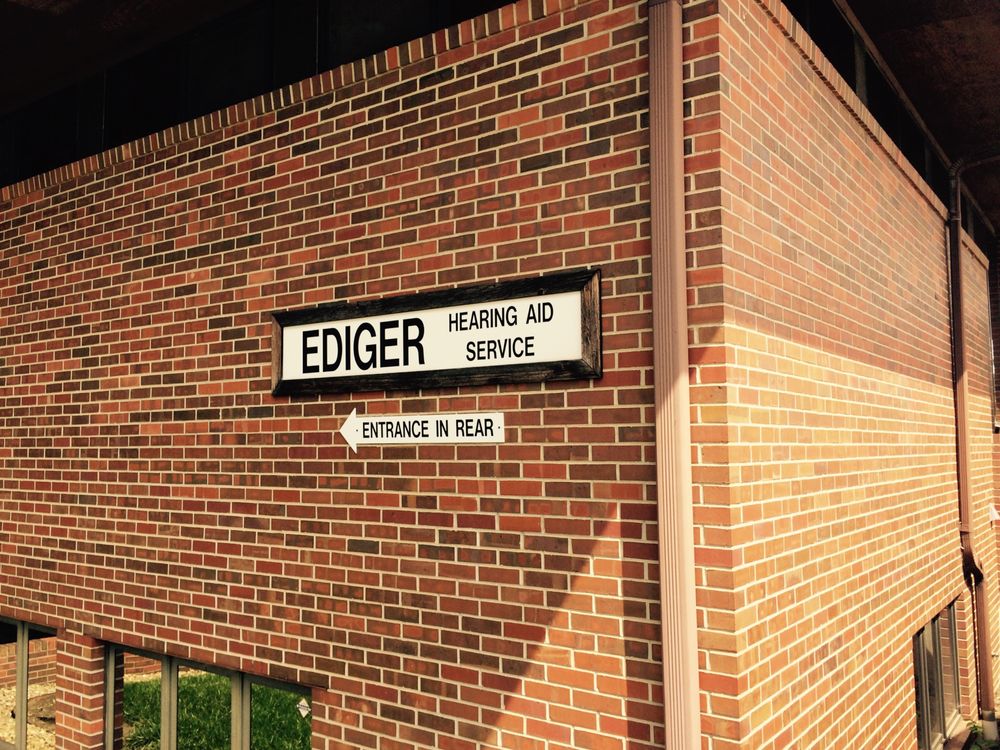 EDIGER HEARING AID
SERVICE
ENTRANCE IN REAR